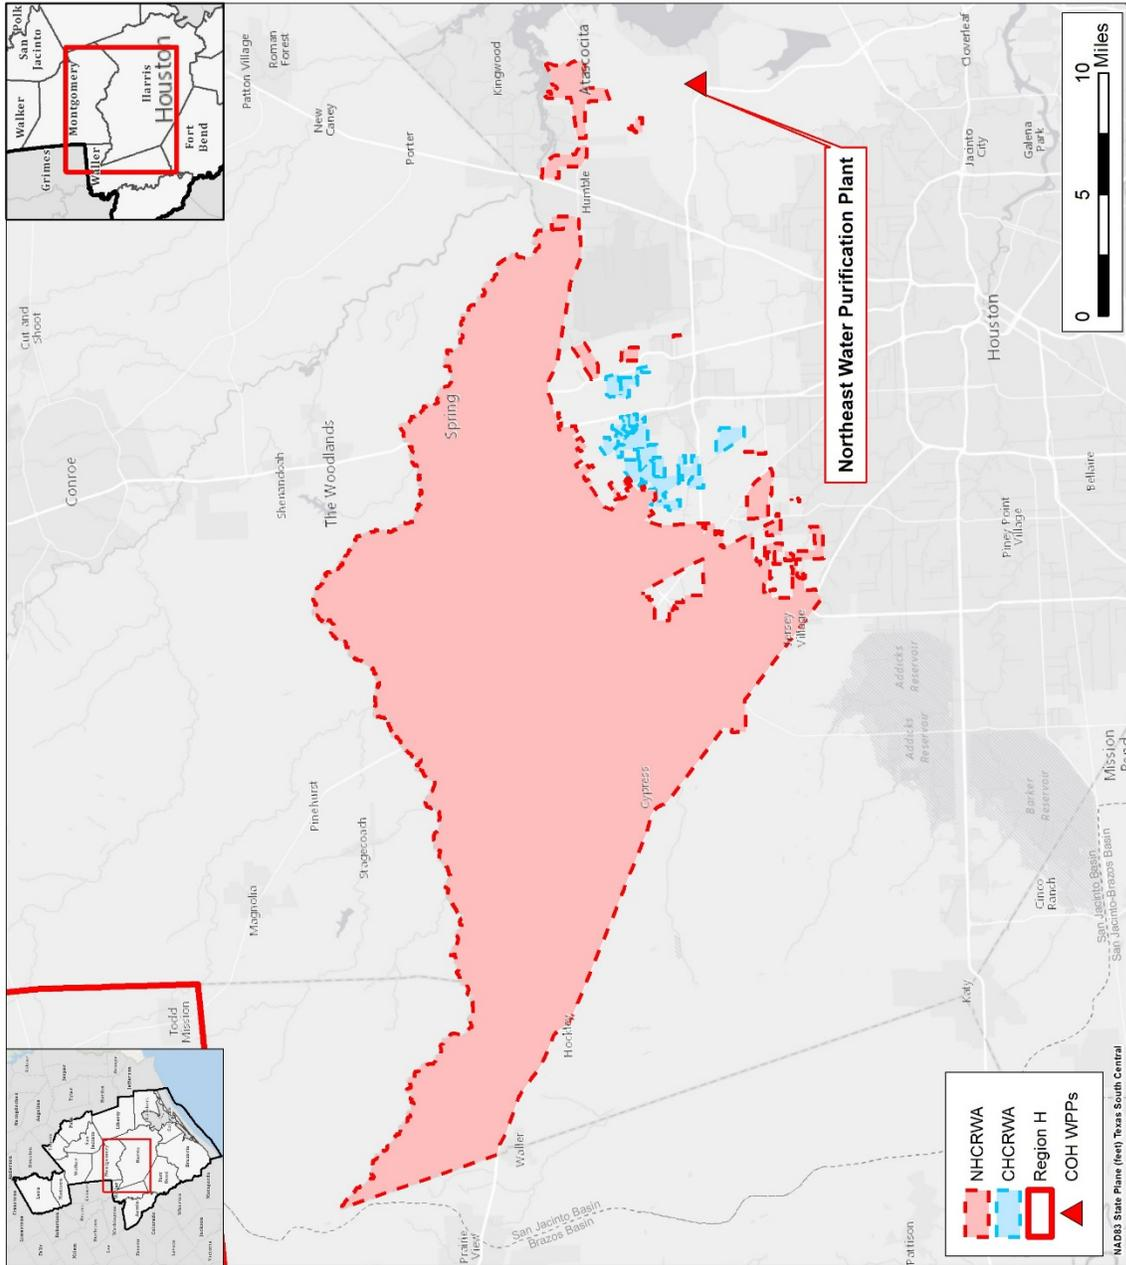 San Polk
Jacinto
Walker
Montgomery
Grimes
Harris
Houston
Waller
Fort
Bend
Patton Village
Roman
Forest
New
Caney
Porter
Kingwood
Atascocita
Humble
Cloverleaf
Jacinto
City
Galena
Park
0
5
10
Miles
Northeast Water Purification Plant
Cut and
Shoot
Conroe
Shenandoah
The Woodlands
Spring
Houston
Bellaire
Piney Point
Village
Jersey
Village
Addicks
Reservoir
Addicks
Reservoir
Barker
Reservoir
Mission
Cinco
Ranch
San Jacinto Basin
San Jacinto-Brazos Basin
Pinehurst
Stagecoach
Magnolia
Cypress
Katy
Todd
Mission
Hockley
Waller
Prairie
View
San Jacinto Basin
Brazos Basin
Pattison
NHCRWA
CHCRWA
Region H
COH WPPs
NAD83 State Plane (feet) Texas South Central